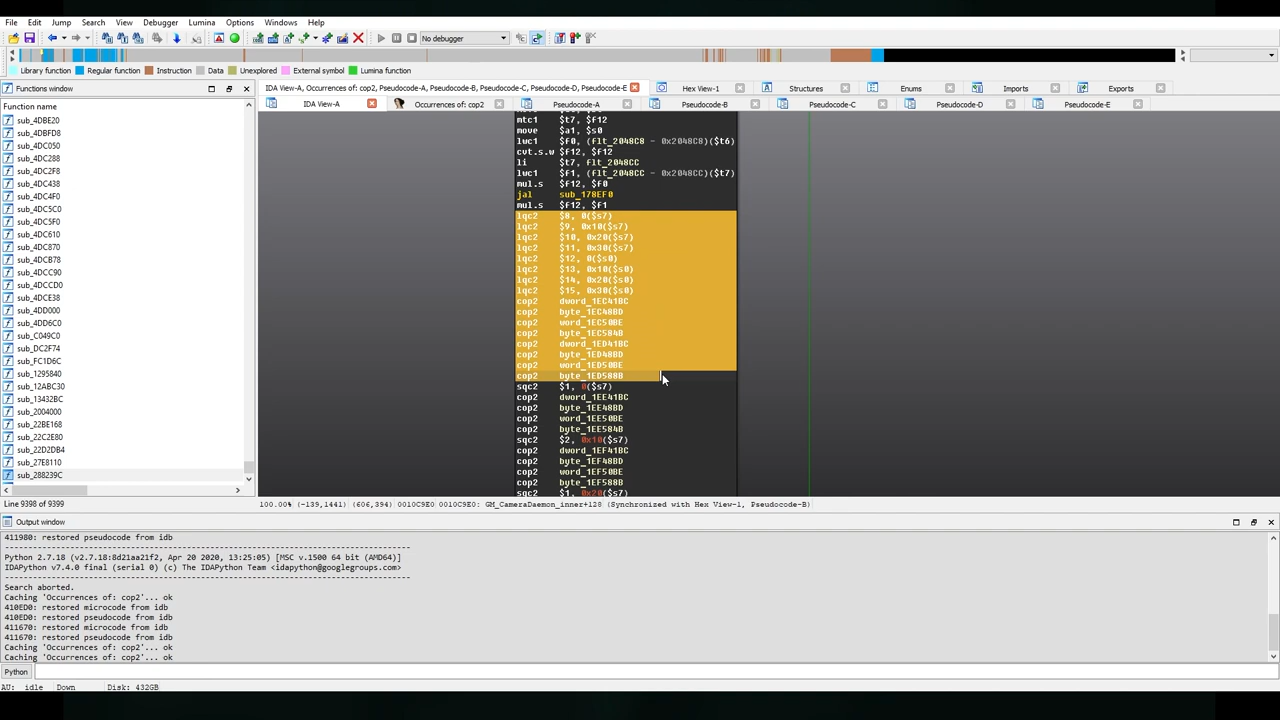 File Edit Jump Search View Debugger Lumina Options Windows Help
No debugger
Library function Regular function Instruction Data Unexplored External symbol Lumina function
Functions window
IDA View-A, Occurrences of: cop2, Pseudocode-A, Pseudocode-B, Pseudocode-C, Pseudocode-D, Pseudocode-E Hex View-1 Structures Enums Imports Exports
IDA View-A Occurrences of: cop2 Pseudocode-A Pseudocode-B Pseudocode-C Pseudocode-D Pseudocode-E
Function name
sub_4DBE20
sub_4DBFD8
sub_4DC050
sub_4DC288
sub_4DC2F8
sub_4DC438
sub_4DC4F0
sub_4DC5C0
sub_4DC5F0
sub_4DC610
sub_4DC870
sub_4DCB78
sub_4DCC90
sub_4DCCD0
sub_4DCE38
sub_4DD000
sub_4DD6C0
sub_C049C0
sub_DC2F74
sub_FC1D6C
sub_1295840
sub_12ABC30
sub_13432BC
sub_2004000
sub_22BE168
sub_22C2E80
sub_22D2DB4
sub_27E8110
sub_288239C
Line 9398 of 9399
mtc1 $t7, $f12
move $a1, $s0
lwc1 $f0, (flt_2048C8 - 0x2048C8)($t6)
cvt.s.w $f12, $f12
li $t7, flt_2048CC
lwc1 $f1, (flt_2048CC - 0x2048CC)($t7)
mul.s $f12, $f0
jal sub_178EF0
mul.s $f12, $f1
lqc2 $8, 0($s7)
lqc2 $9, 0x10($s7)
lqc2 $10, 0x20($s7)
lqc2 $11, 0x30($s7)
lqc2 $12, 0($s0)
lqc2 $13, 0x10($s0)
lqc2 $14, 0x20($s0)
lqc2 $15, 0x30($s0)
cop2 dword_1EC41BC
cop2 byte_1EC48BD
cop2 word_1EC50BE
cop2 byte_1EC584B
cop2 dword_1ED41BC
cop2 byte_1ED48BD
cop2 word_1ED50BE
cop2 byte_1ED588B
sqc2 $1, 0($s7)
cop2 dword_1EE41BC
cop2 byte_1EE48BD
cop2 word_1EE50BE
cop2 byte_1EE584B
sqc2 $2, 0x10($s7)
cop2 dword_1EF41BC
cop2 byte_1EF48BD
cop2 word_1EF50BE
cop2 byte_1EF588B
sqc2 $1, 0x20($s7)
100.00% (-139,1441) (606,394) 0010C9E0 0010C9E0: GM_CameraDaemon_inner+128 (Synchronized with Hex View-1, Pseudocode-B)
Output window
411980: restored pseudocode from idb
Python 2.7.18 (v2.7.18:8d21aa21f2, Apr 20 2020, 13:25:05) [MSC v.1500 64 bit (AMD64)]
IDAPython v7.4.0 final (serial 0) (c) The IDAPython Team <idapython@googlegroups.com>
Search aborted.
Caching 'Occurrences of: cop2'... ok
410ED0: restored microcode from idb
410ED0: restored pseudocode from idb
411670: restored microcode from idb
411670: restored pseudocode from idb
Caching 'Occurrences of: cop2'... ok
Caching 'Occurrences of: cop2'... ok
Python
AU: idle Down Disk: 432GB